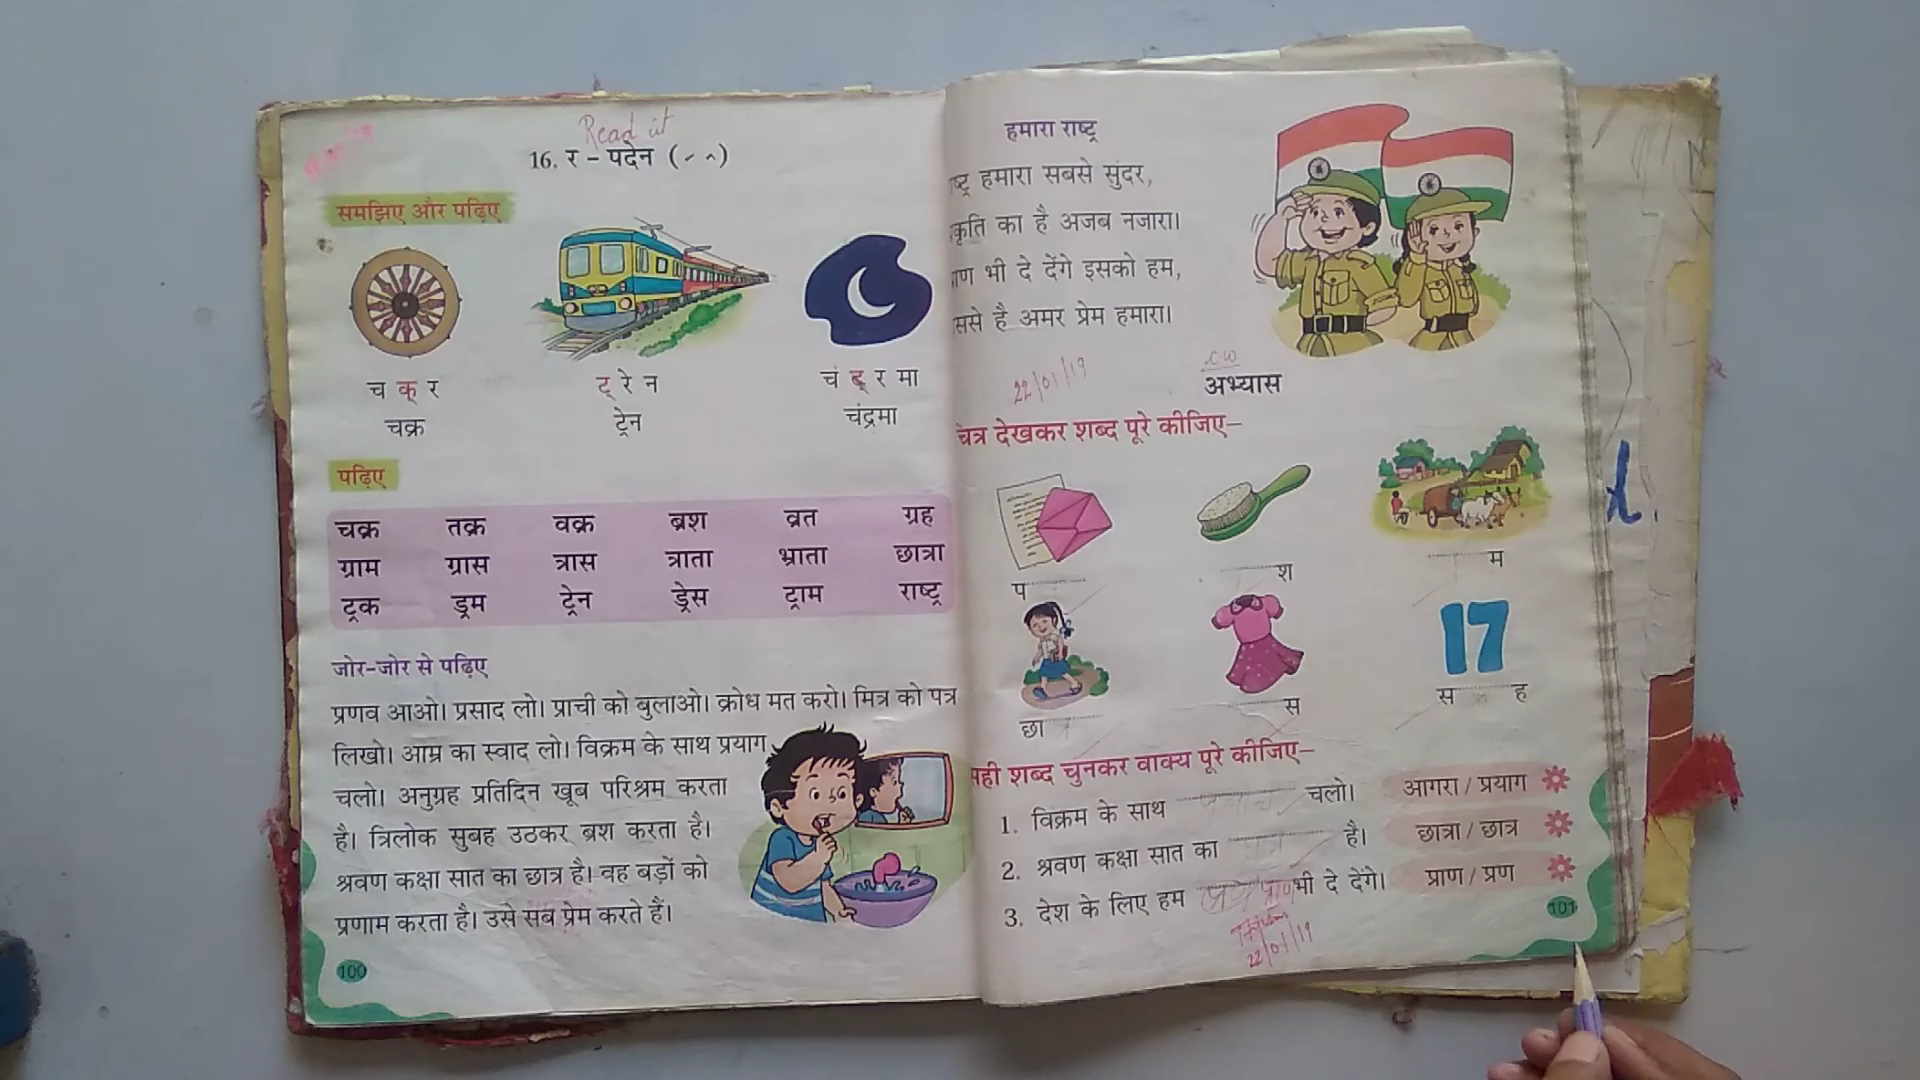 Read it
16. र – पदेन
समझिए और पढ़िए
च क् र
ट् रे न
चं द् र मा
चक्र
ट्रेन
चंद्रमा
पढ़िए
चक्र तक्र वक्र ब्रश व्रत ग्रह
ग्राम ग्रास त्रास त्राता भ्राता छात्रा
ट्रक ड्रम ट्रेन ड्रेस ट्राम राष्ट्र
जोर-जोर से पढ़िए
प्रणव आओ। प्रसाद लो। प्राची को बुलाओ। क्रोध मत करो। मित्र को पत्र
लिखो। आम्र का स्वाद लो। विक्रम के साथ प्रयाग
चलो। अनुग्रह प्रतिदिन खूब परिश्रम करता
है। त्रिलोक सुबह उठकर ब्रश करता है।
श्रवण कक्षा सात का छात्र है। वह बड़ों को
प्रणाम करता है। उसे सब प्रेम करते हैं।
100
हमारा राष्ट्र
हमारा सबसे सुंदर,
का है अजब नजारा।
भी दे देंगे इसको हम,
है अमर प्रेम हमारा।
22/01/19
C.W
अभ्यास
देखकर शब्द पूरे कीजिए–
प
श
म
छा
स
स ह
शब्द चुनकर वाक्य पूरे कीजिए–
1. विक्रम के साथ चलो। आगरा / प्रयाग
2. श्रवण कक्षा सात का है। छात्रा / छात्र
3. देश के लिए हम भी दे देंगे। प्राण / प्रण
22/01/19
101